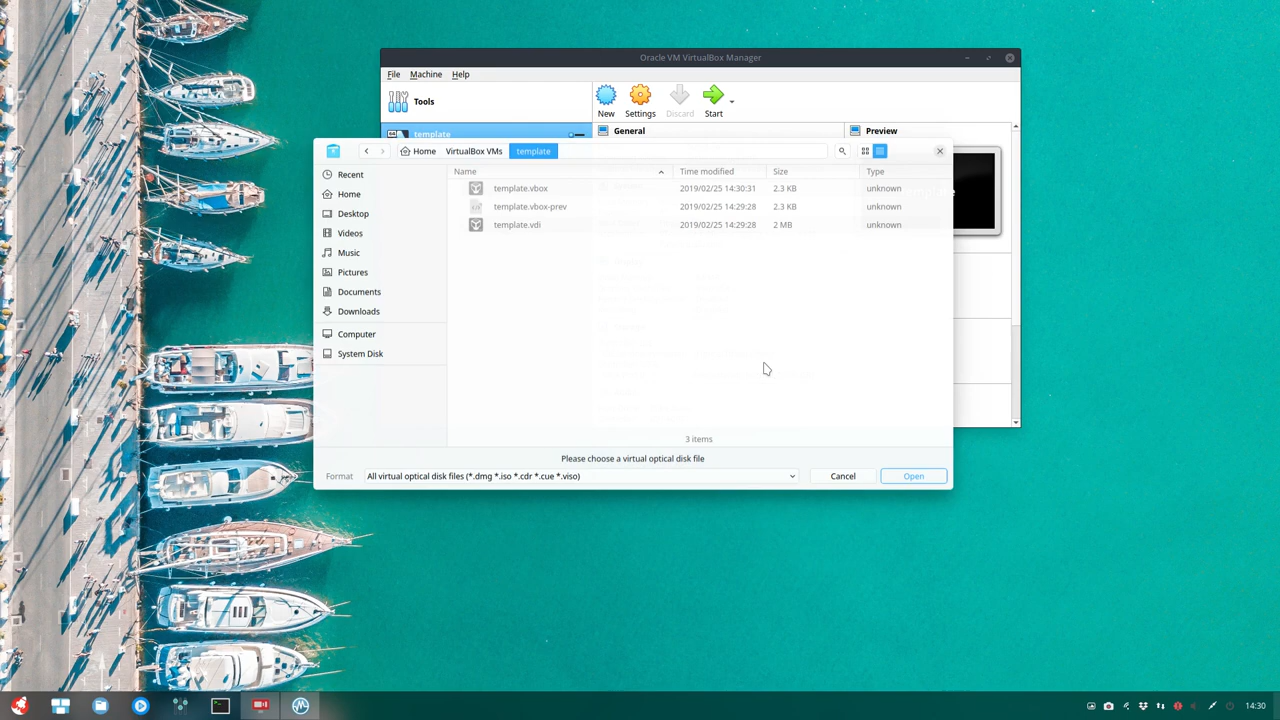 Oracle VM VirtualBox Manager
File Machine Help
Tools
New Settings Discard Start
template
General
Preview
Home VirtualBox VMs template
Name Time modified Size Type
template.vbox 2019/02/25 14:30:31 2.3 KB unknown
template.vbox-prev 2019/02/25 14:29:28 2.3 KB unknown
template.vdi 2019/02/25 14:29:28 2 MB unknown
Recent
Home
Desktop
Videos
Music
Pictures
Documents
Downloads
Computer
System Disk
3 items
Please choose a virtual optical disk file
Format All virtual optical disk files (*.dmg *.iso *.cdr *.cue *.viso) Cancel Open
14:30